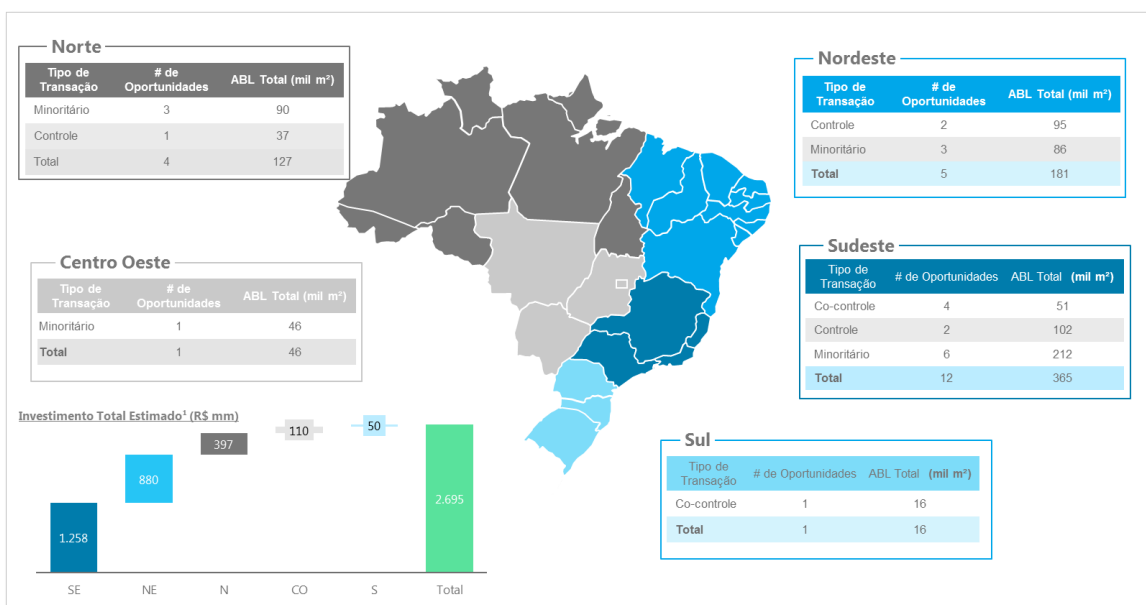 Norte
Tipo de Transação # de Oportunidades ABL Total (mil m²)
Minoritário 3 90
Controle 1 37
Total 4 127
Nordeste
Tipo de Transação # de Oportunidades ABL Total (mil m²)
Controle 2 95
Minoritário 3 86
Total 5 181
Centro Oeste
Tipo de Transação # de Oportunidades ABL Total (mil m²)
Minoritário 1 46
Total 1 46
Sudeste
Tipo de Transação # de Oportunidades ABL Total (mil m²)
Co-controle 4 51
Controle 2 102
Minoritário 6 212
Total 12 365
Investimento Total Estimado¹ (R$ mm)
1.258 880 397 110 50 2.695
SE NE N CO S Total
Sul
Tipo de Transação # de Oportunidades ABL Total (mil m²)
Co-controle 1 16
Total 1 16